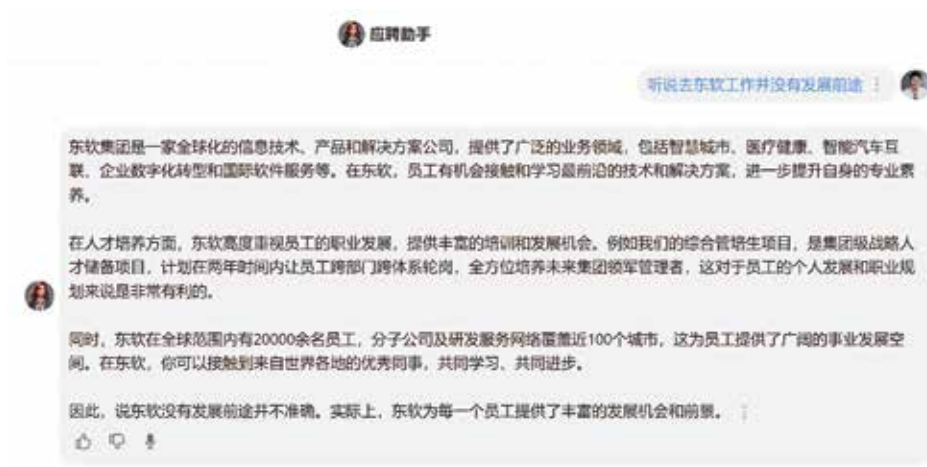 应聘助手
听说去东软工作并没有发展前途
东软集团是一家全球化的信息技术、产品和解决方案公司，提供了广泛的业务领域，包括智慧城市、医疗健康、智能汽车互
联、企业数字化转型和国际软件服务等。在东软，员工有机会接触和学习最前沿的技术和解决方案，进一步提升自身的专业素
养。
在人才培养方面，东软高度重视员工的职业发展，提供丰富的培训和发展机会。例如我们的综合管培生项目，是集团级战略人
才储备项目，计划在两年时间内让员工跨部门跨体系轮岗，全方位培养未来集团领军管理者，这对于员工的个人发展和职业规
划来说是非常有利的。
同时，东软在全球范围内有20000余名员工，分子公司及研发服务网络覆盖近100个城市，这为员工提供了广阔的事业发展空
间。在东软，你可以接触到来自世界各地的优秀同事，共同学习、共同进步。
因此，说东软没有发展前途并不准确。实际上，东软为每一个员工提供了丰富的发展机会和前景。